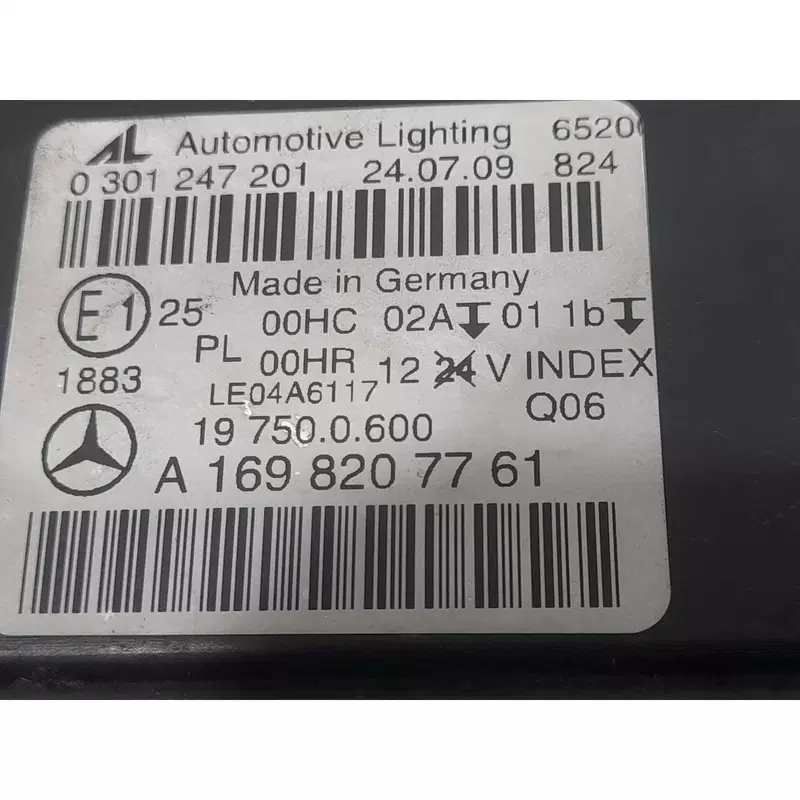 AL Automotive Lighting 6520
0 301 247 201 24.07.09 824
Made in Germany
E1 25 00HC 02A 01 1b
PL 00HR 12 24 V INDEX
1883 LE04A6117 Q06
19 750.0.600
A 169 820 77 61